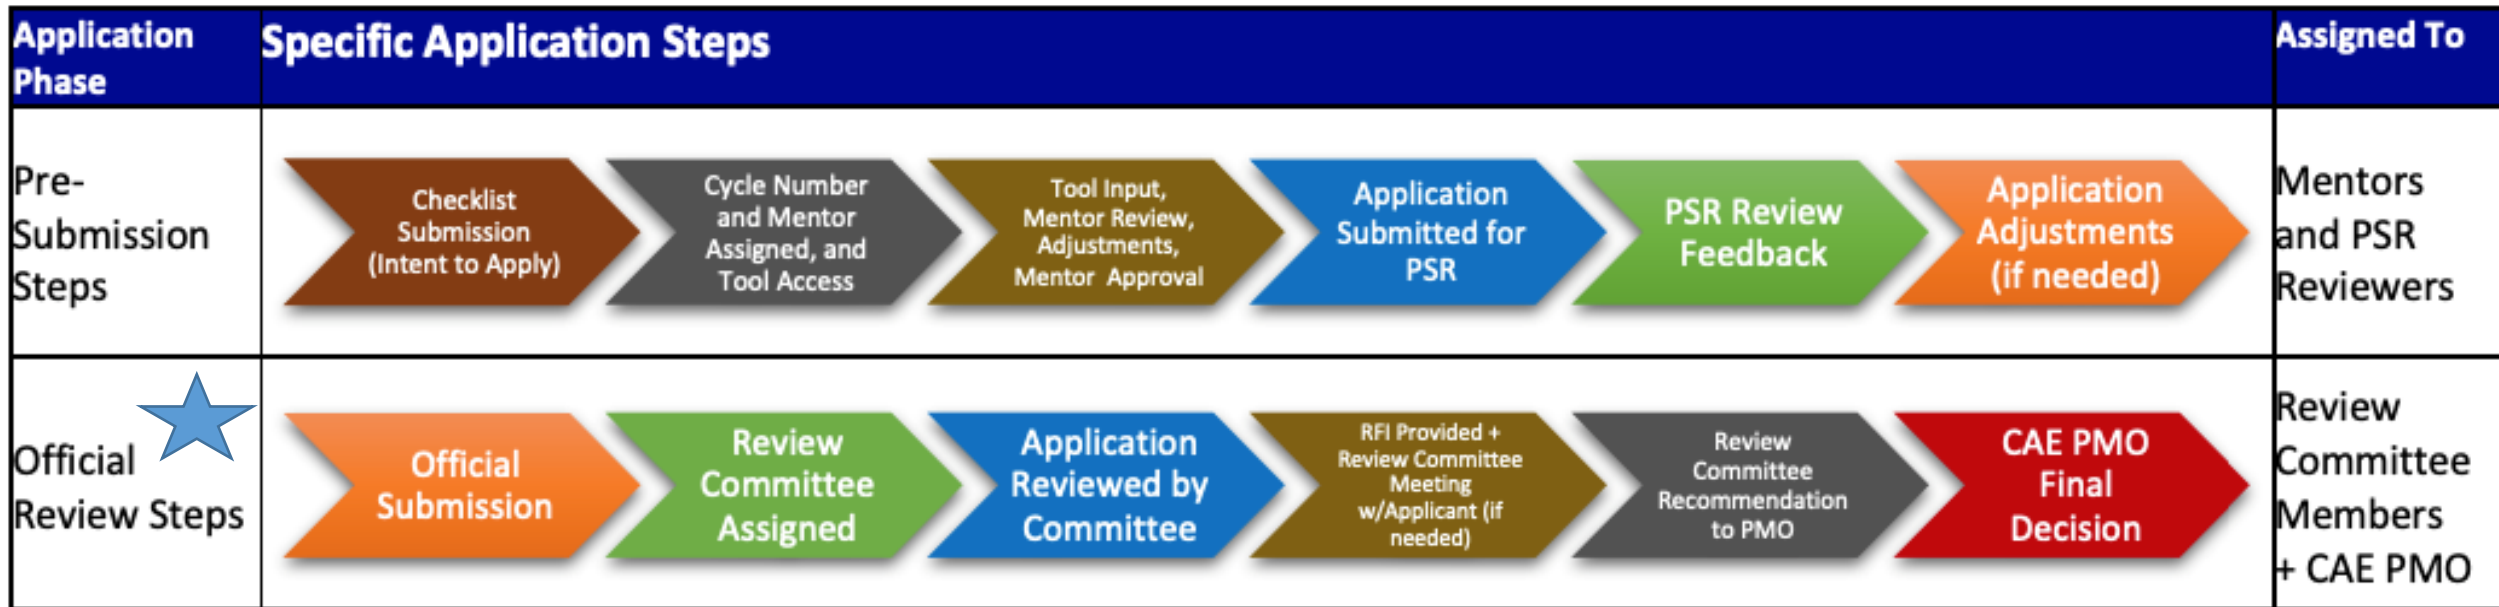 Application
Phase
Specific Application Steps
Assigned To
Pre-
Submission
Steps
Checklist
Submission
(Intent to Apply)
Cycle Number
and Mentor
Assigned, and
Tool Access
Tool Input,
Mentor Review,
Adjustments,
Mentor Approval
Application
Submitted for
PSR
PSR Review
Feedback
Application
Adjustments
(if needed)
Mentors
and PSR
Reviewers
Official
Review Steps
Official
Submission
Review
Committee
Assigned
Application
Reviewed by
Committee
RFI Provided +
Review Committee
Meeting
w/Applicant (if
needed)
Review
Committee
Recommendation
to PMO
CAE PMO
Final
Decision
Review
Committee
Members
+ CAE PMO